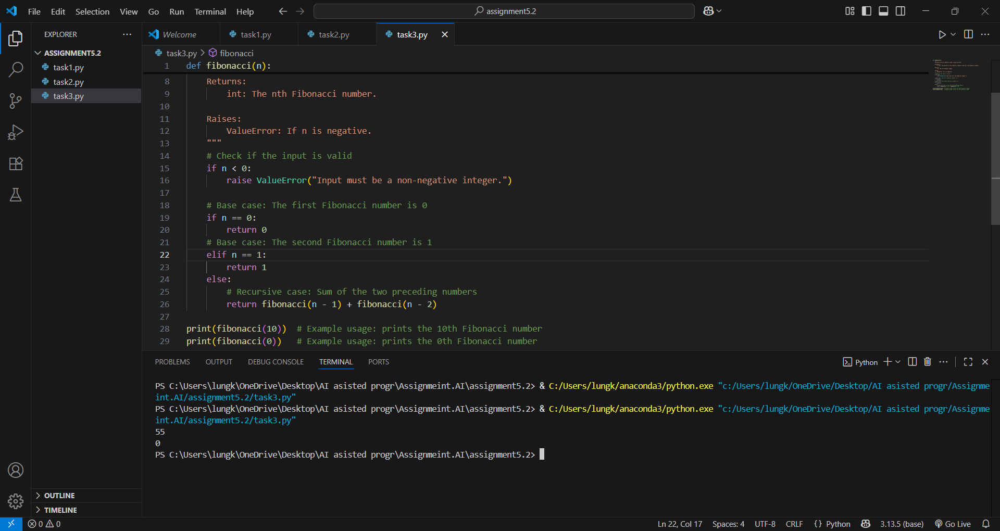 File Edit Selection View Go Run Terminal Help assignment5.2
EXPLORER
Welcome task1.py task2.py task3.py
ASSIGNMENT5.2
task1.py
task2.py
task3.py
OUTLINE
TIMELINE
task3.py > fibonacci
1 def fibonacci(n):
8 Returns:
9 int: The nth Fibonacci number.
10
11 Raises:
12 ValueError: If n is negative.
13 """
14 # Check if the input is valid
15 if n < 0:
16 raise ValueError("Input must be a non-negative integer.")
17
18 # Base case: The first Fibonacci number is 0
19 if n == 0:
20 return 0
21 # Base case: The second Fibonacci number is 1
22 elif n == 1:
23 return 1
24 else:
25 # Recursive case: Sum of the two preceding numbers
26 return fibonacci(n - 1) + fibonacci(n - 2)
27
28 print(fibonacci(10)) # Example usage: prints the 10th Fibonacci number
29 print(fibonacci(0)) # Example usage: prints the 0th Fibonacci number
PROBLEMS OUTPUT DEBUG CONSOLE TERMINAL PORTS Python
PS C:\Users\lungk\OneDrive\Desktop\AI asisted progr\Assignmeint.AI\assignment5.2> & C:/Users/lungk/anaconda3/python.exe "c:/Users/lungk/OneDrive/Desktop/AI asisted progr/Assignme
int.AI/assignment5.2/task3.py"
PS C:\Users\lungk\OneDrive\Desktop\AI asisted progr\Assignmeint.AI\assignment5.2> & C:/Users/lungk/anaconda3/python.exe "c:/Users/lungk/OneDrive/Desktop/AI asisted progr/Assignme
int.AI/assignment5.2/task3.py"
55
0
PS C:\Users\lungk\OneDrive\Desktop\AI asisted progr\Assignmeint.AI\assignment5.2>
0 0 Ln 22, Col 17 Spaces: 4 UTF-8 CRLF {} Python 3.13.5 (base) Go Live